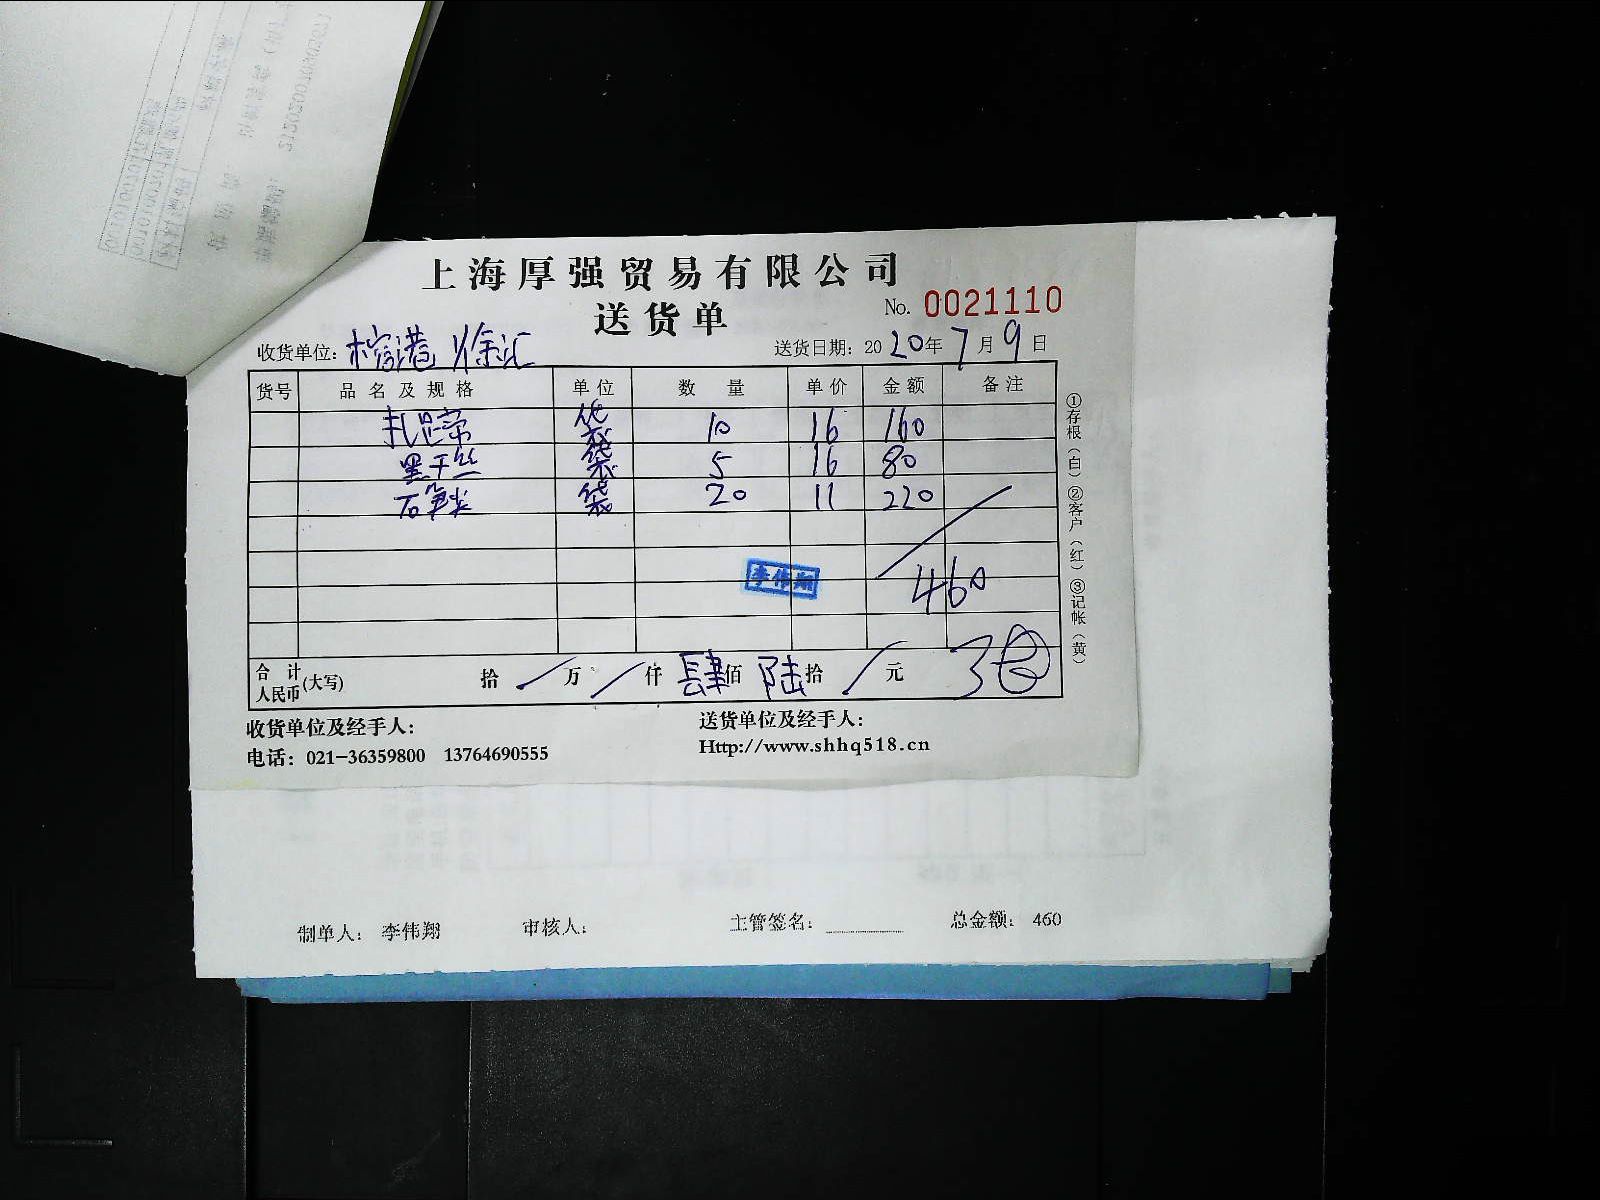 上海厚强贸易有限公司
送货单
No. 0021110
收货单位：榕港 徐汇
送货日期：2020年7月9日
货号 品名及规格 单位 数量 单价 金额 备注
扎足帘 袋 10 16 160
黑干丝 袋 5 16 80
石笋尖 袋 20 11 220
李伟翔
460
合计人民币(大写) 拾 / 万 / 仟 肆佰 陆拾 / 元
①存根（白）②客户（红）③记帐（黄）
收货单位及经手人：
送货单位及经手人：
电话：021-36359800 13764690555
Http://www.shhq518.cn
制单人： 李伟翔 审核人： 主管签名： 总金额： 460